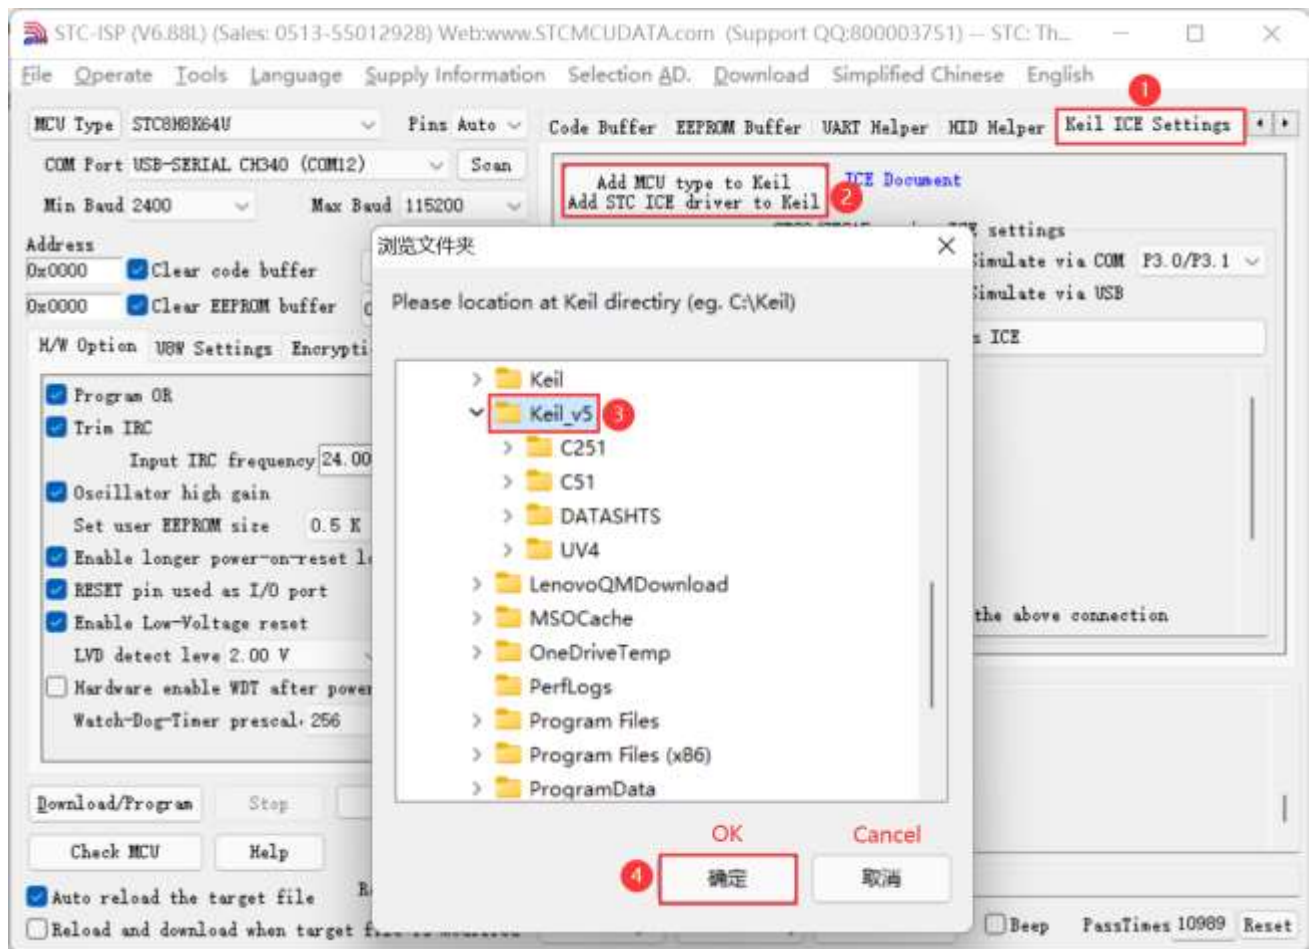 STC-ISP (V6.88L) (Sales: 0513-55012928) Web:www.STCMCUDATA.com (Support QQ:800003751) -- STC: Th...
File Operate Tools Language Supply Information Selection AD. Download Simplified Chinese English
1
MCU Type STC8H8K64U Pins Auto
Code Buffer EEPROM Buffer UART Helper HID Helper Keil ICE Settings
COM Port USB-SERIAL CH340 (COM12) Scan
Min Baud 2400 Max Baud 115200
Add MCU type to Keil
Add STC ICE driver to Keil
2
ICE Document
settings
Simulate via COM P3.0/P3.1
Simulate via USB
ICE
the above connection
Address
0x0000 Clear code buffer
0x0000 Clear EEPROM buffer
H/W Option U8W Settings Encrypti
Program OR
Trim IRC
Input IRC frequency 24.00
Oscillator high gain
Set user EEPROM size 0.5 K
Enable longer power-on-reset l
RESET pin used as I/O port
Enable Low-Voltage reset
LVD detect leve 2.00 V
Hardware enable WDT after power
Watch-Dog-Timer prescal 256
浏览文件夹
Please location at Keil directiry (eg. C:\Keil)
Keil
Keil_v5
3
C251
C51
DATASHTS
UV4
LenovoQMDownload
MSOCache
OneDriveTemp
PerfLogs
Program Files
Program Files (x86)
ProgramData
OK Cancel
4
确定 取消
Download/Program Stop
Check MCU Help
Auto reload the target file
Reload and download when target
Beep PassTimes 10989 Reset